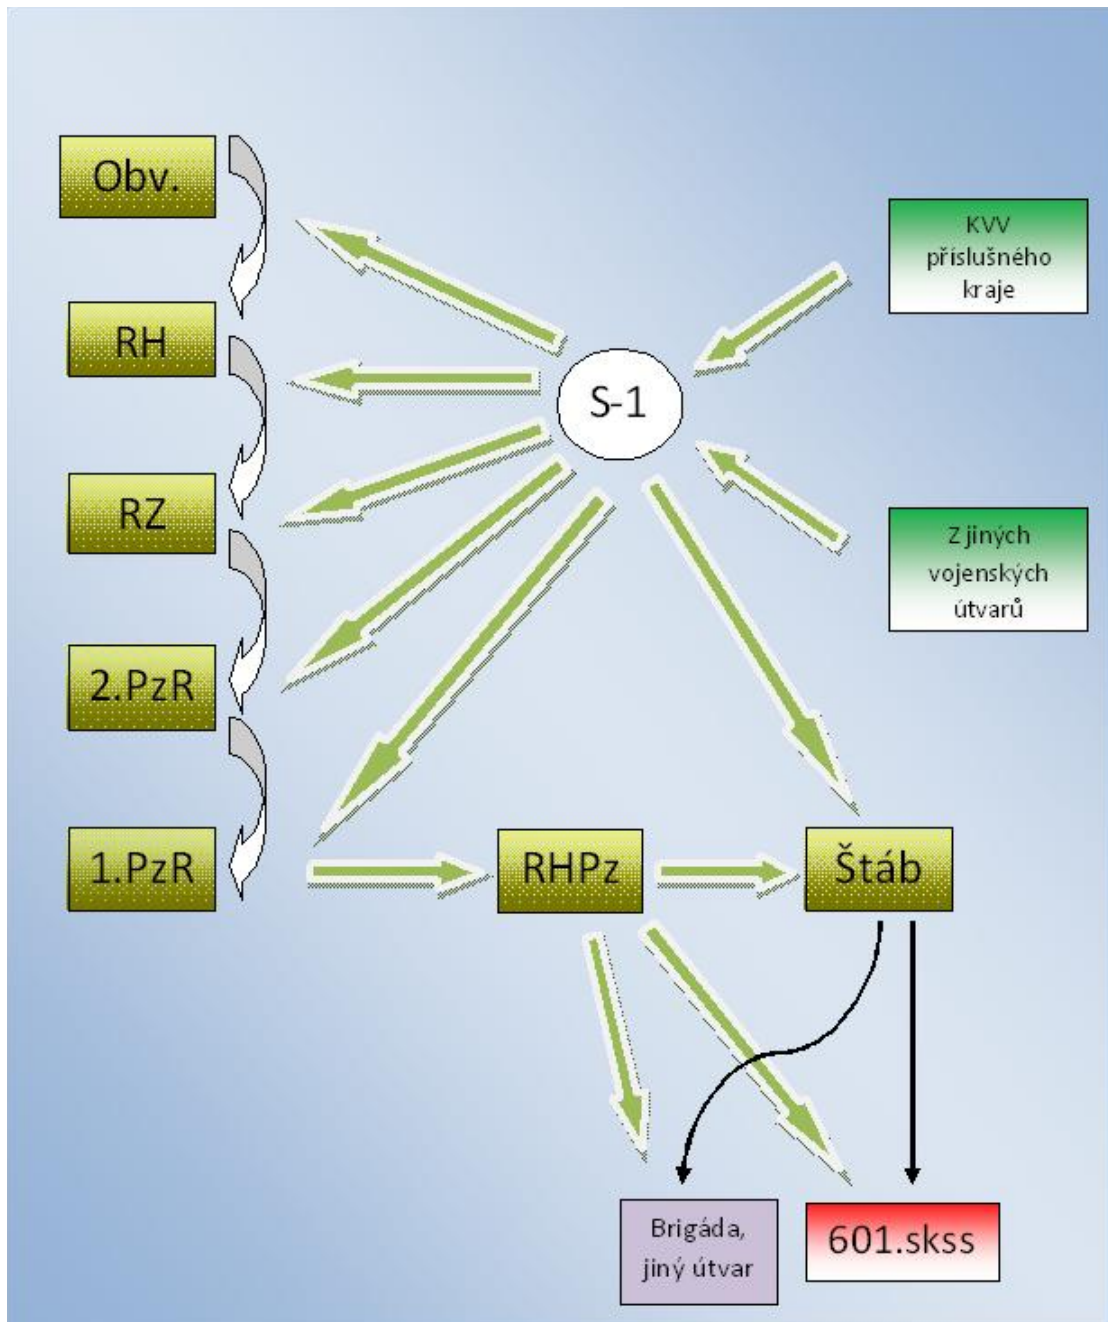 Obv.
KVV
příslušného
kraje
RH
S-1
RZ
Z jiných
vojenských
útvarů
2.PzR
1.PzR
RHPz
Štáb
Brigáda,
jiný útvar
601.skss